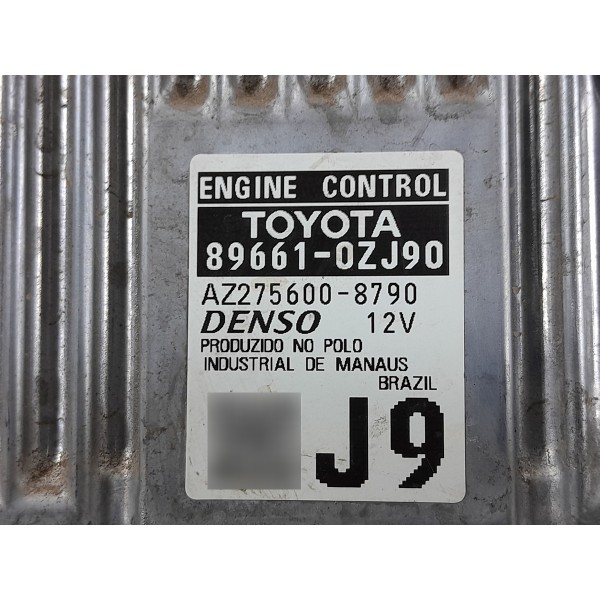 ENGINE CONTROL
TOYOTA
89661-0ZJ90
AZ275600-8790
DENSO 12V
PRODUZIDO NO POLO
INDUSTRIAL DE MANAUS
BRAZIL
J9